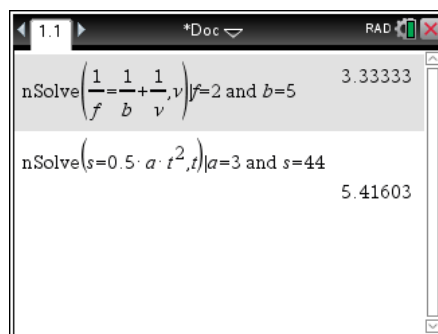 1.1 *Doc RAD
nSolve(1/f=1/b+1/v,v)|f=2 and b=5 3.33333
nSolve(s=0.5·a·t²,t)|a=3 and s=44
5.41603